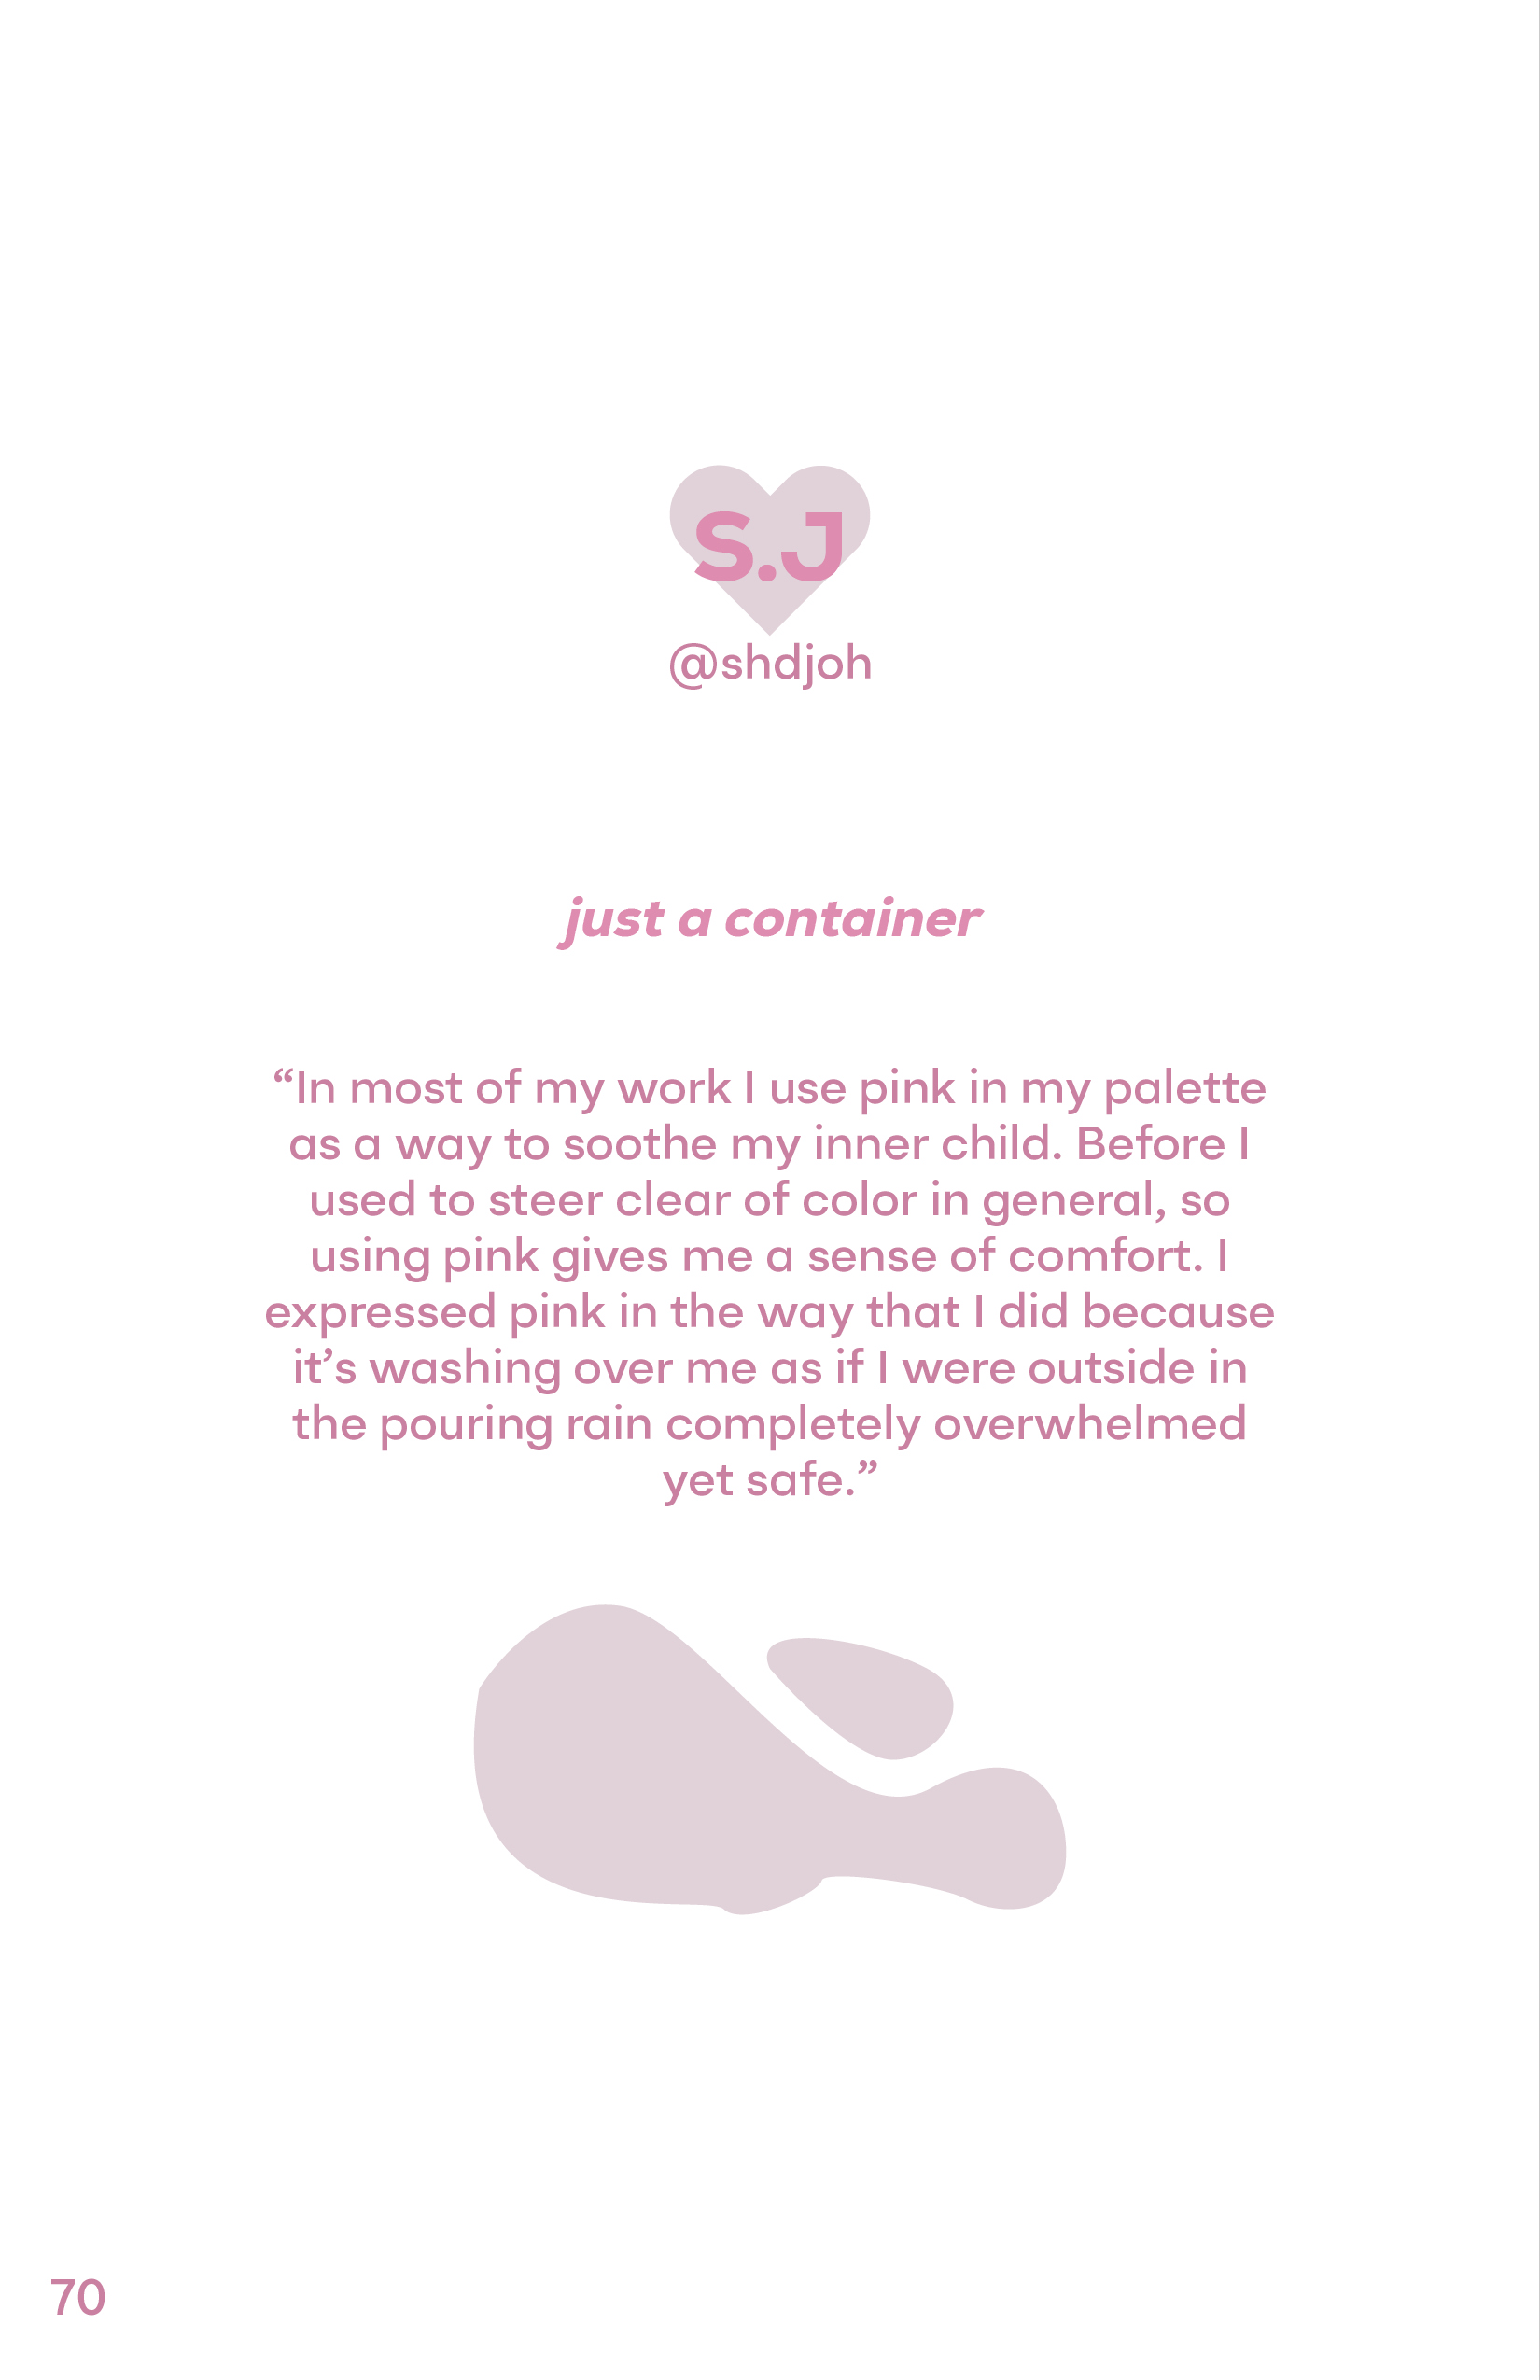 S.J
@shdjoh
just a container
“In most of my work I use pink in my palette
as a way to soothe my inner child. Before I
used to steer clear of color in general, so
using pink gives me a sense of comfort. I
expressed pink in the way that I did because
it’s washing over me as if I were outside in
the pouring rain completely overwhelmed
yet safe.”
70